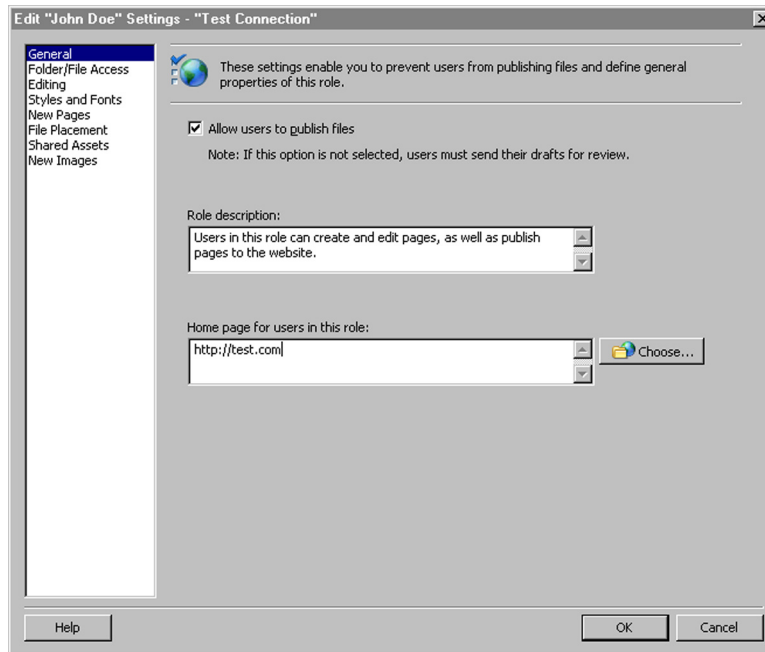 Edit "John Doe" Settings - "Test Connection"
General
Folder/File Access
Editing
Styles and Fonts
New Pages
File Placement
Shared Assets
New Images
These settings enable you to prevent users from publishing files and define general
properties of this role.
Allow users to publish files
Note: If this option is not selected, users must send their drafts for review.
Role description:
Users in this role can create and edit pages, as well as publish
pages to the website.
Home page for users in this role:
http://test.com
Choose...
Help
OK
Cancel